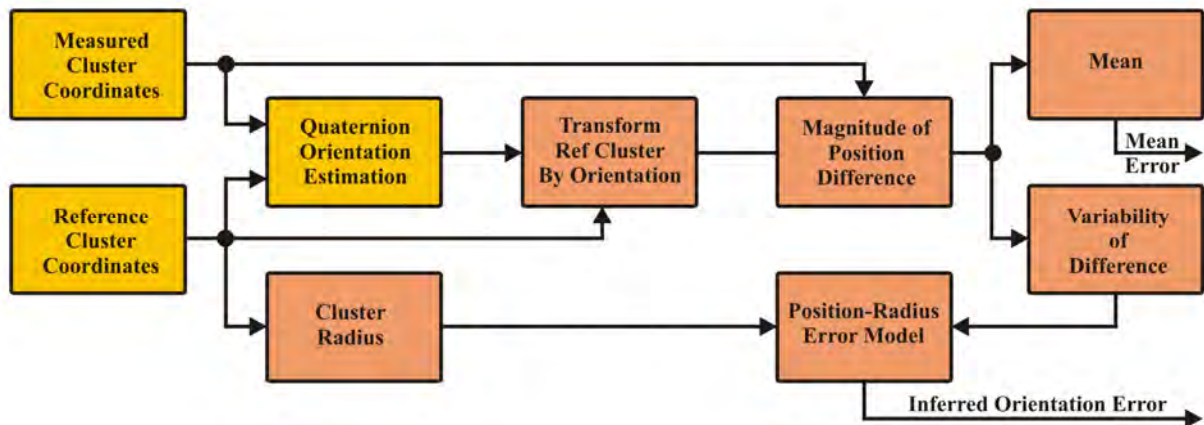 Measured
Cluster
Coordinates
Quaternion
Orientation
Estimation
Transform
Ref Cluster
By Orientation
Magnitude of
Position
Difference
Mean
Mean
Error
Reference
Cluster
Coordinates
Variability
of
Difference
Cluster
Radius
Position-Radius
Error Model
Inferred Orientation Error